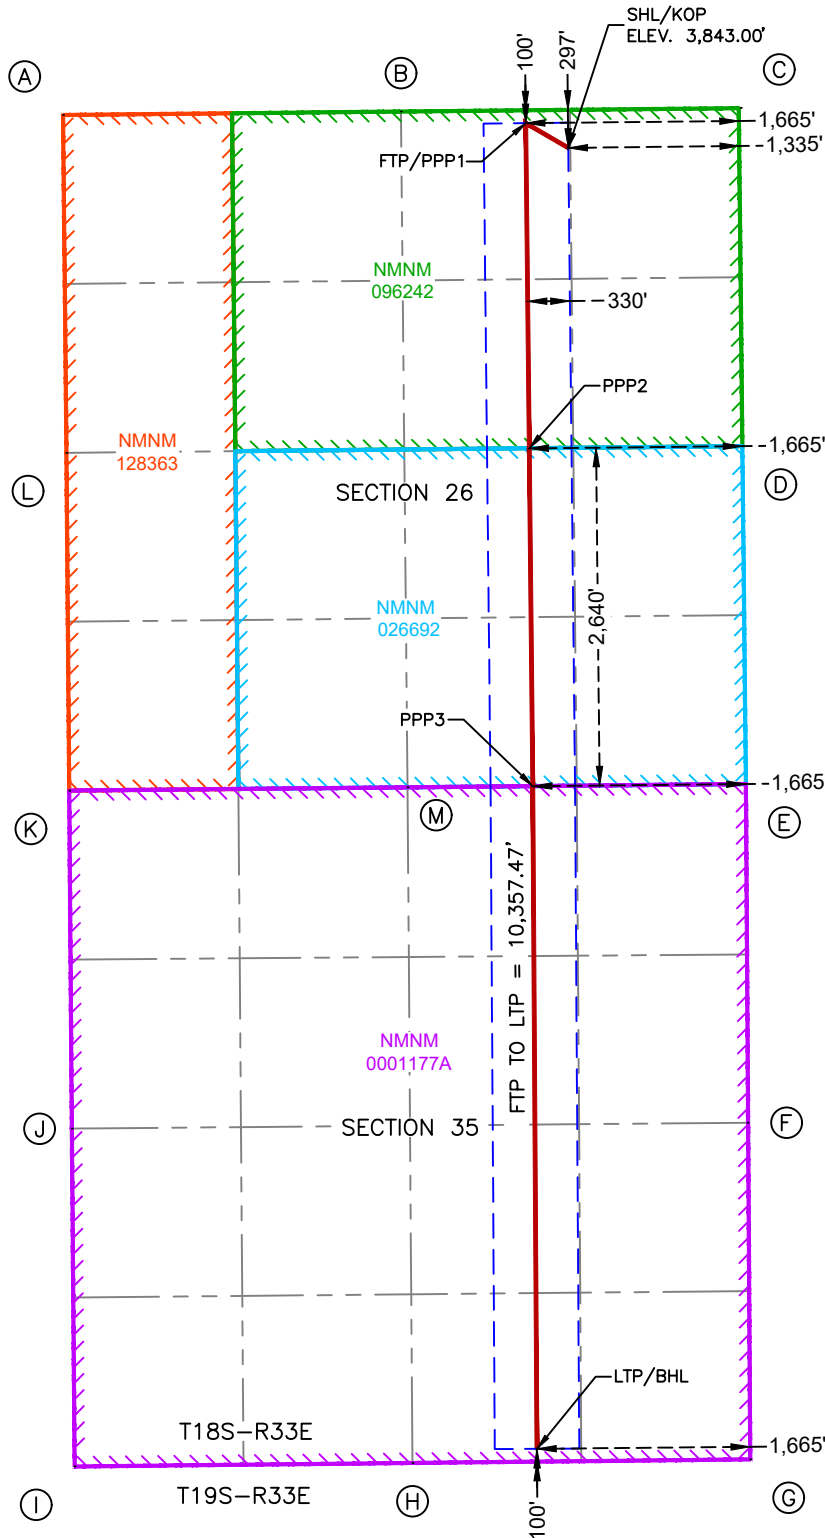 SHL/KOP
ELEV. 3,843.00'
100'
297'
A
B
C
1,665'
1,335'
FTP/PPP1
NMNM
096242
330'
PPP2
NMNM
128363
1,665'
L
SECTION 26
D
NMNM
026692
2,640'
PPP3
1,665
K
M
E
FTP TO LTP = 10,357.47'
NMNM
0001177A
J
SECTION 35
F
LTP/BHL
T18S-R33E
1,665'
I
T19S-R33E
H
G
100'